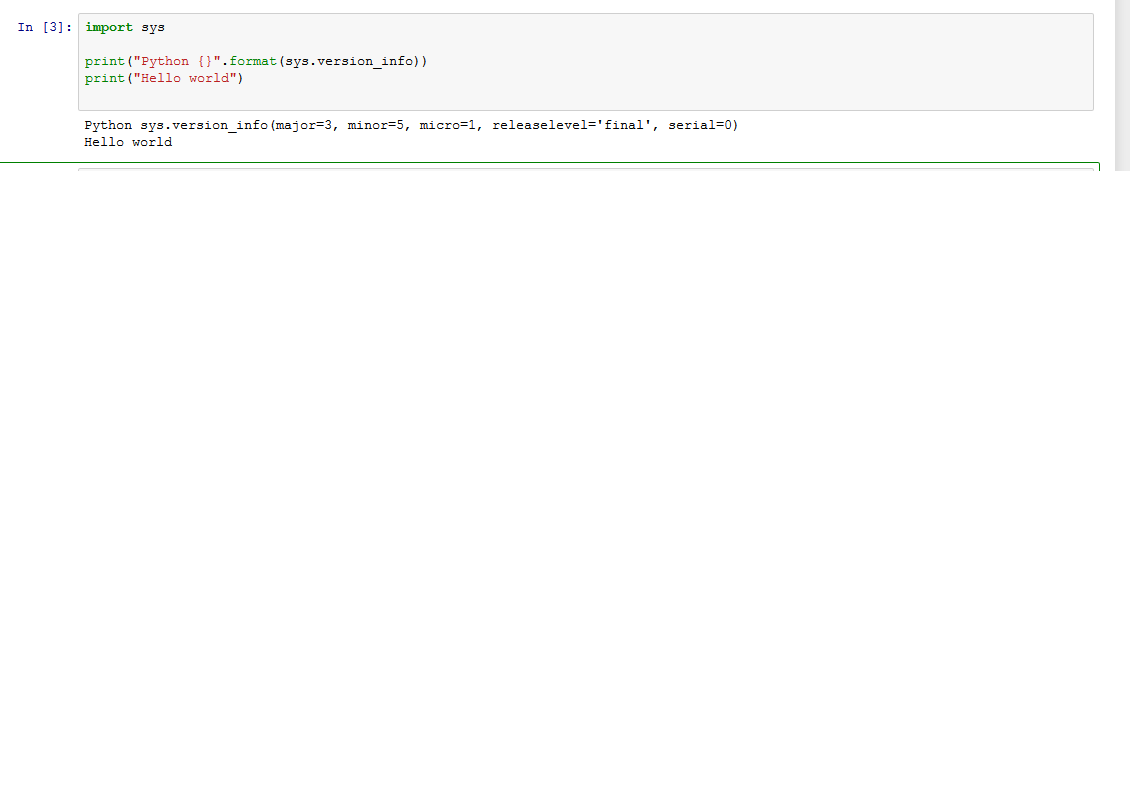 In [3]: import sys
print("Python {}".format(sys.version_info))
print("Hello world")
Python sys.version_info(major=3, minor=5, micro=1, releaselevel='final', serial=0)
Hello world